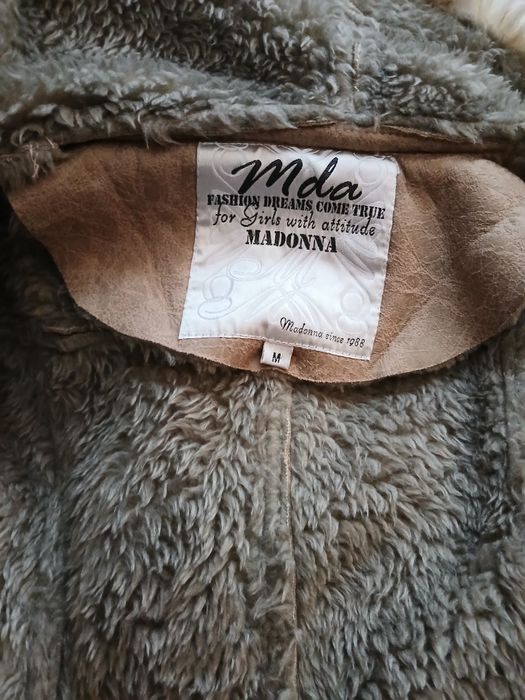 Mda
FASHION DREAMS COME TRUE
for Girls with attitude
MADONNA
Madonna since 1988
M